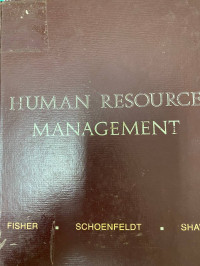 HUMAN RESOURCE
MANAGEMENT
FISHER ▪ SCHOENFELDT ▪ SHA